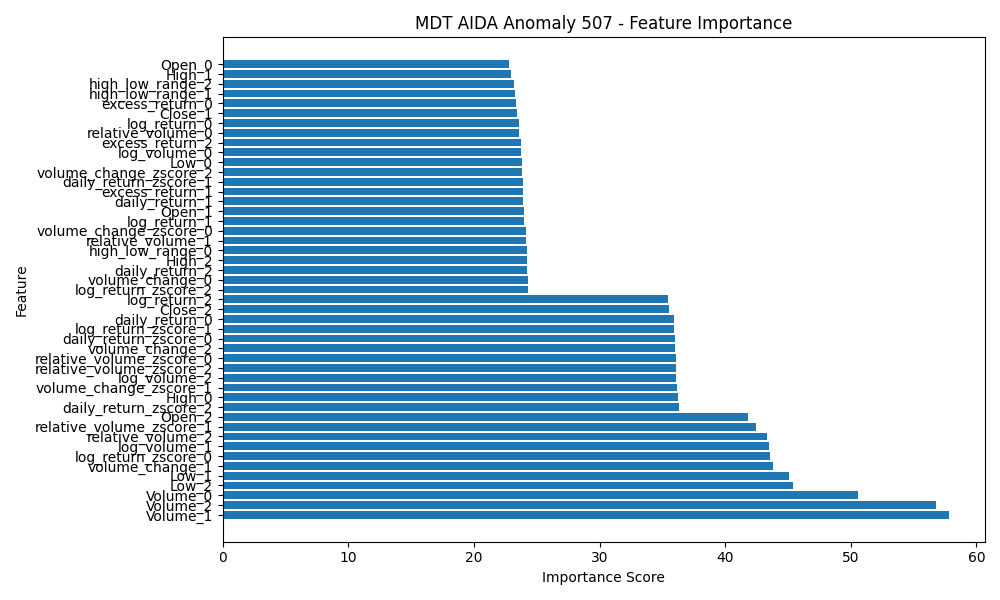 MDT AIDA Anomaly 507 - Feature Importance
Feature
Open_0
High_1
high_low_range_2
high_low_range_1
excess_return_0
Close_1
log_return_0
relative_volume_0
excess_return_2
log_volume_0
Low_0
volume_change_zscore_2
daily_return_zscore_1
excess_return_1
daily_return_1
Open_1
log_return_1
volume_change_zscore_0
relative_volume_1
high_low_range_0
High_2
daily_return_2
volume_change_0
log_return_zscore_2
log_return_2
Close_2
daily_return_0
log_return_zscore_1
daily_return_zscore_0
volume_change_2
relative_volume_zscore_0
relative_volume_zscore_2
log_volume_2
volume_change_zscore_1
High_0
daily_return_zscore_2
Open_2
relative_volume_zscore_1
relative_volume_2
log_volume_1
log_return_zscore_0
volume_change_1
Low_1
Low_2
Volume_0
Volume_2
Volume_1
0 10 20 30 40 50 60
Importance Score